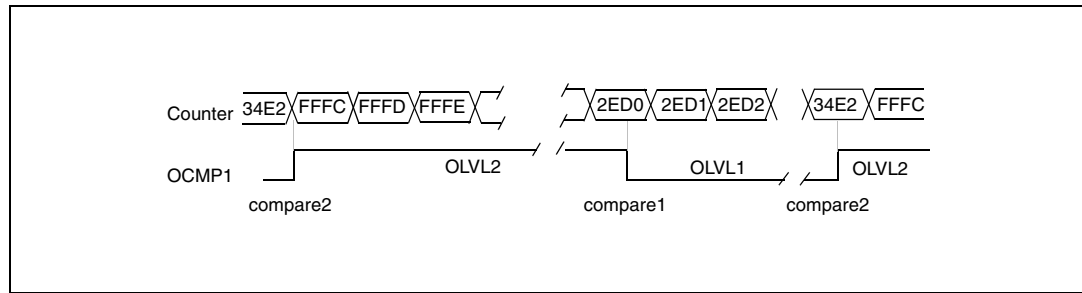 Counter 34E2 FFFC FFFD FFFE 2ED0 2ED1 2ED2 34E2 FFFC
OCMP1 OLVL2 OLVL1 OLVL2
compare2 compare1 compare2